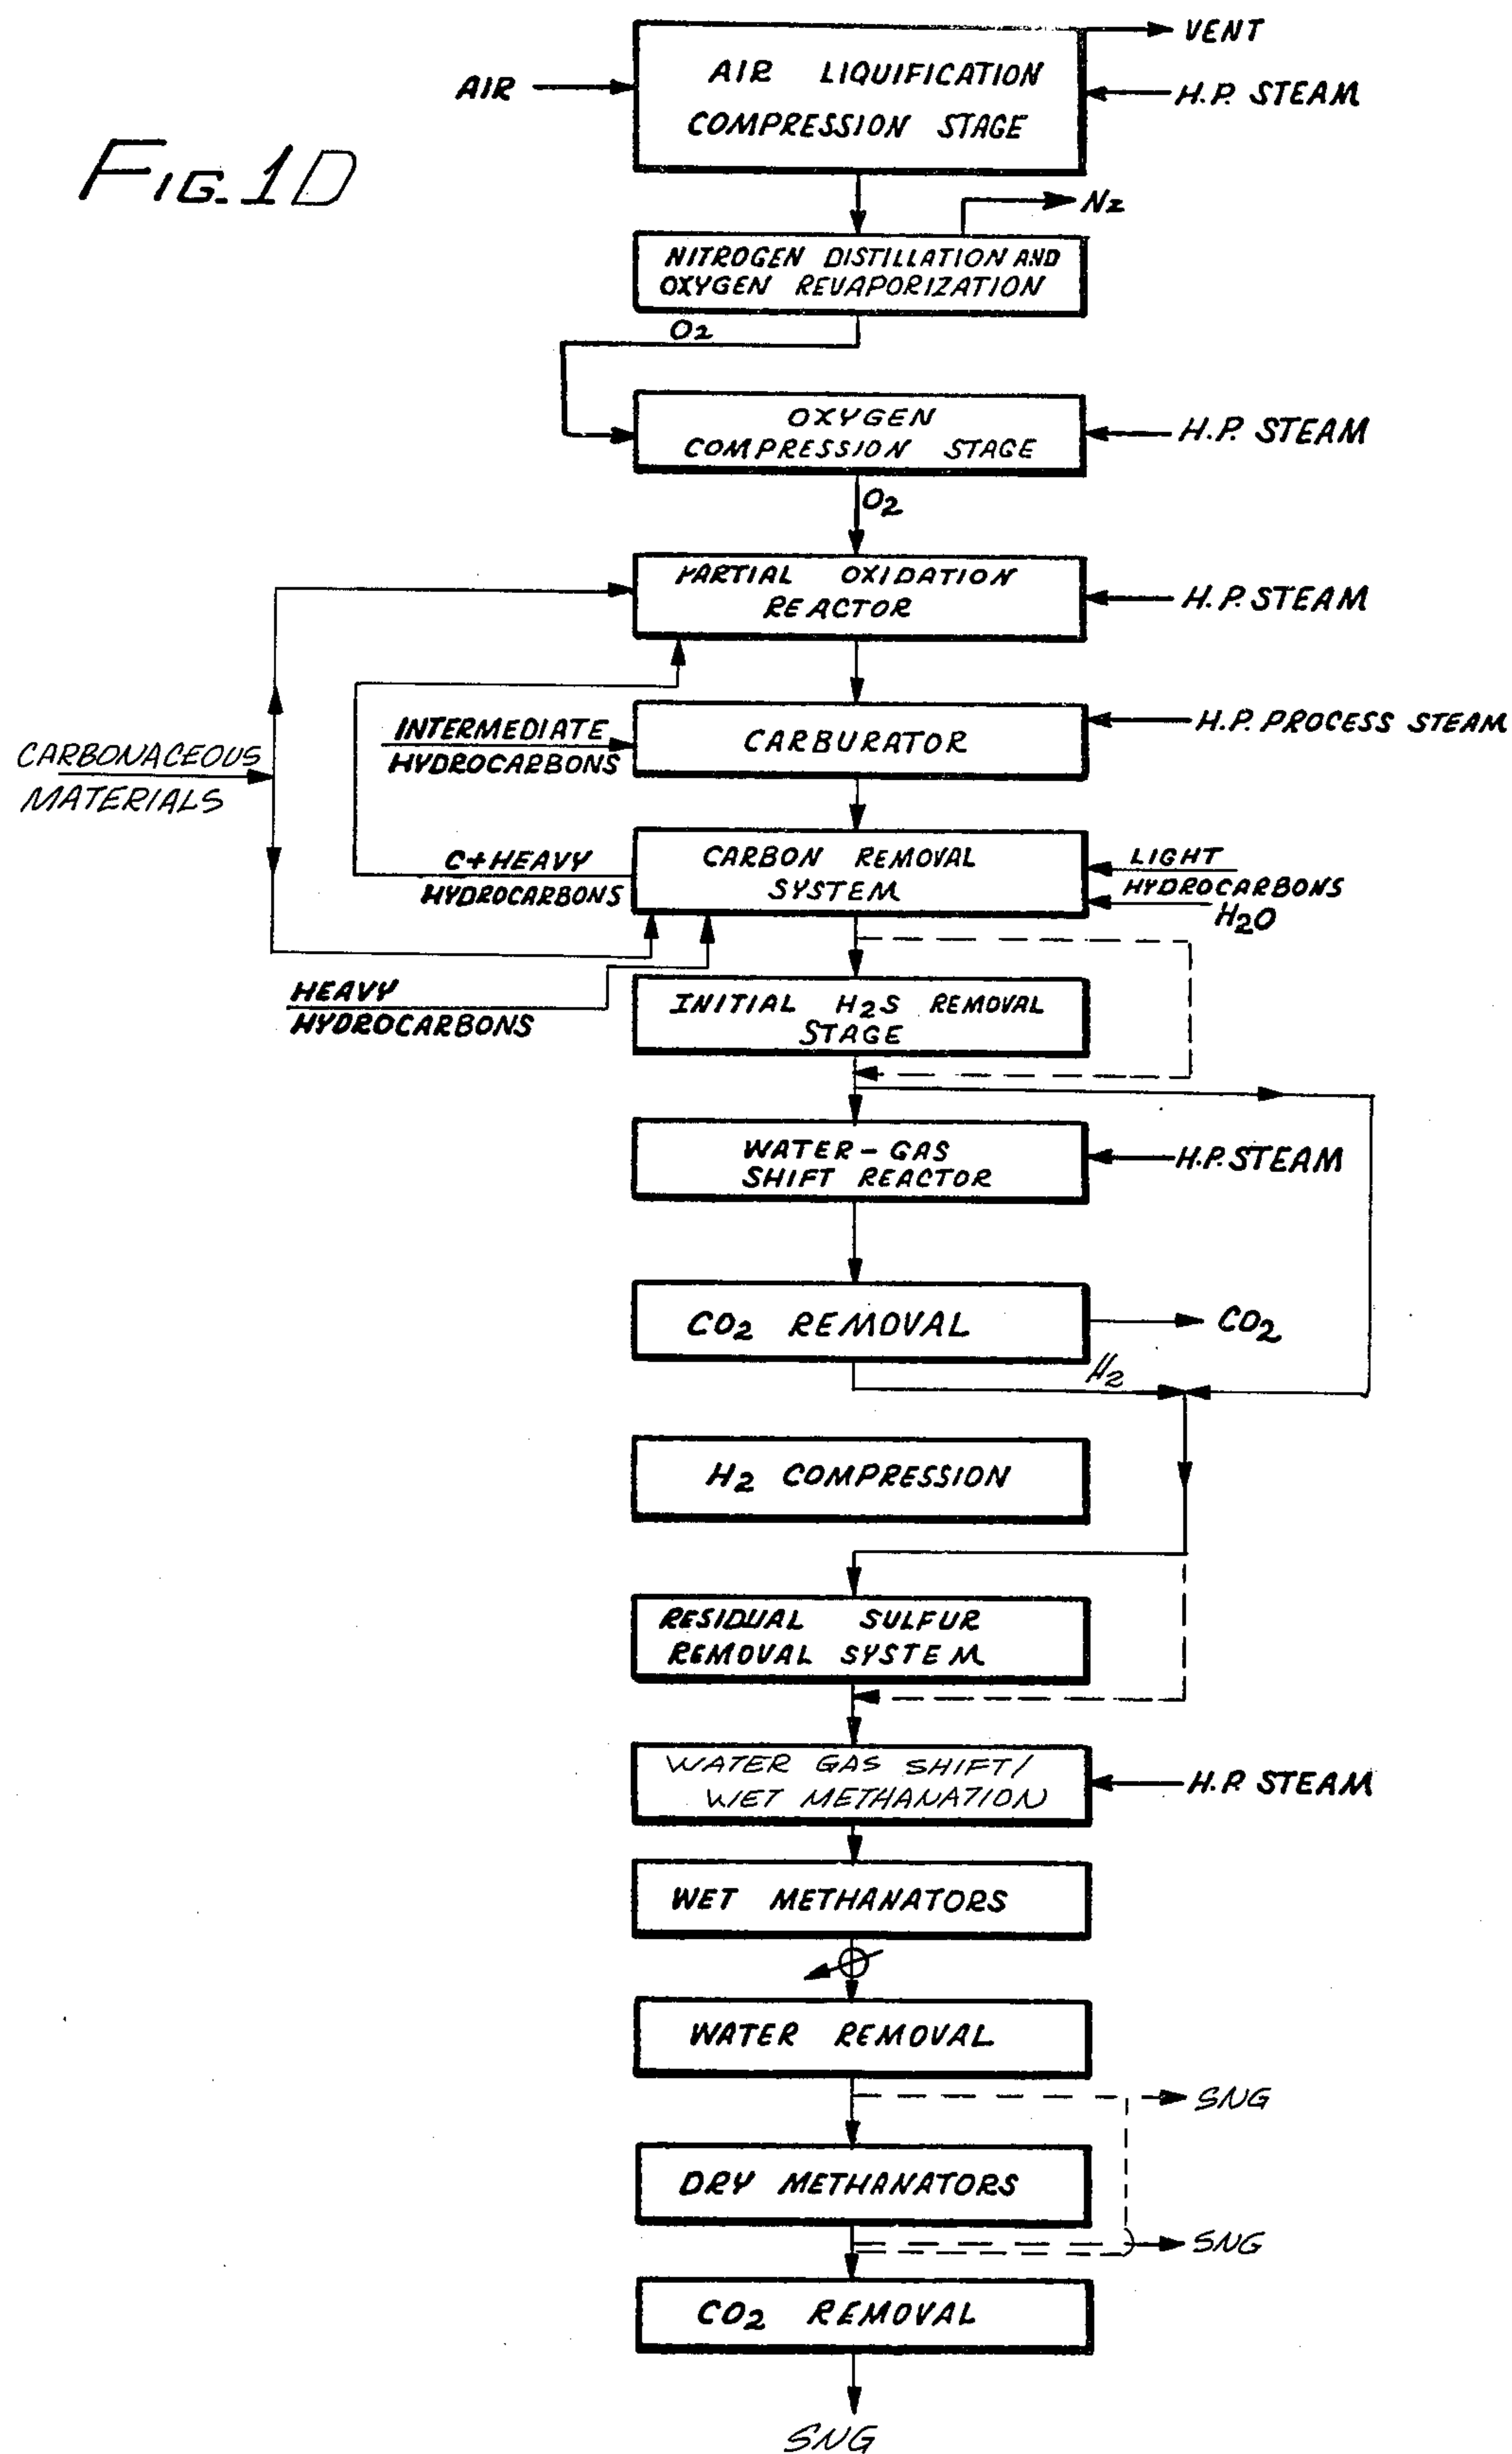 VENT
AIR LIQUIFICATION
COMPRESSION STAGE
AIR
H.P. STEAM
FIG. 1D
N2
NITROGEN DISTILLATION AND
OXYGEN REVAPORIZATION
O2
OXYGEN
COMPRESSION STAGE
H.P. STEAM
O2
PARTIAL OXIDATION
REACTOR
H.P. STEAM
INTERMEDIATE
HYDROCARBONS
CARBURATOR
H.P. PROCESS STEAM
CARBONACEOUS
MATERIALS
C+HEAVY
HYDROCARBONS
CARBON REMOVAL
SYSTEM
LIGHT
HYDROCARBONS
H2O
HEAVY
HYDROCARBONS
INITIAL H2S REMOVAL
STAGE
WATER-GAS
SHIFT REACTOR
H.P. STEAM
CO2 REMOVAL
CO2
H2
H2 COMPRESSION
RESIDUAL SULFUR
REMOVAL SYSTEM
WATER GAS SHIFT/
WET METHANATION
H.P. STEAM
WET METHANATORS
WATER REMOVAL
SNG
DRY METHANATORS
SNG
CO2 REMOVAL
SNG